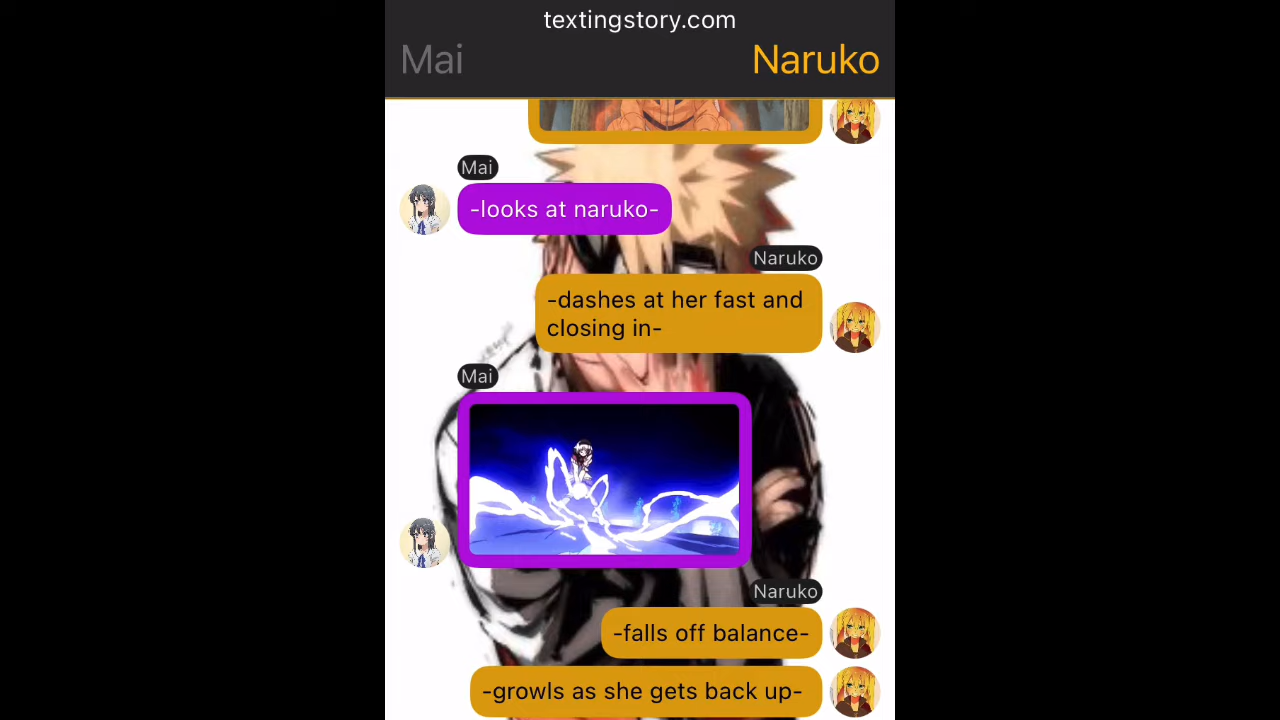 textingstory.com
Mai
Naruko
Mai
-looks at naruko-
Naruko
-dashes at her fast and
closing in-
Mai
Naruko
-falls off balance-
-growls as she gets back up-